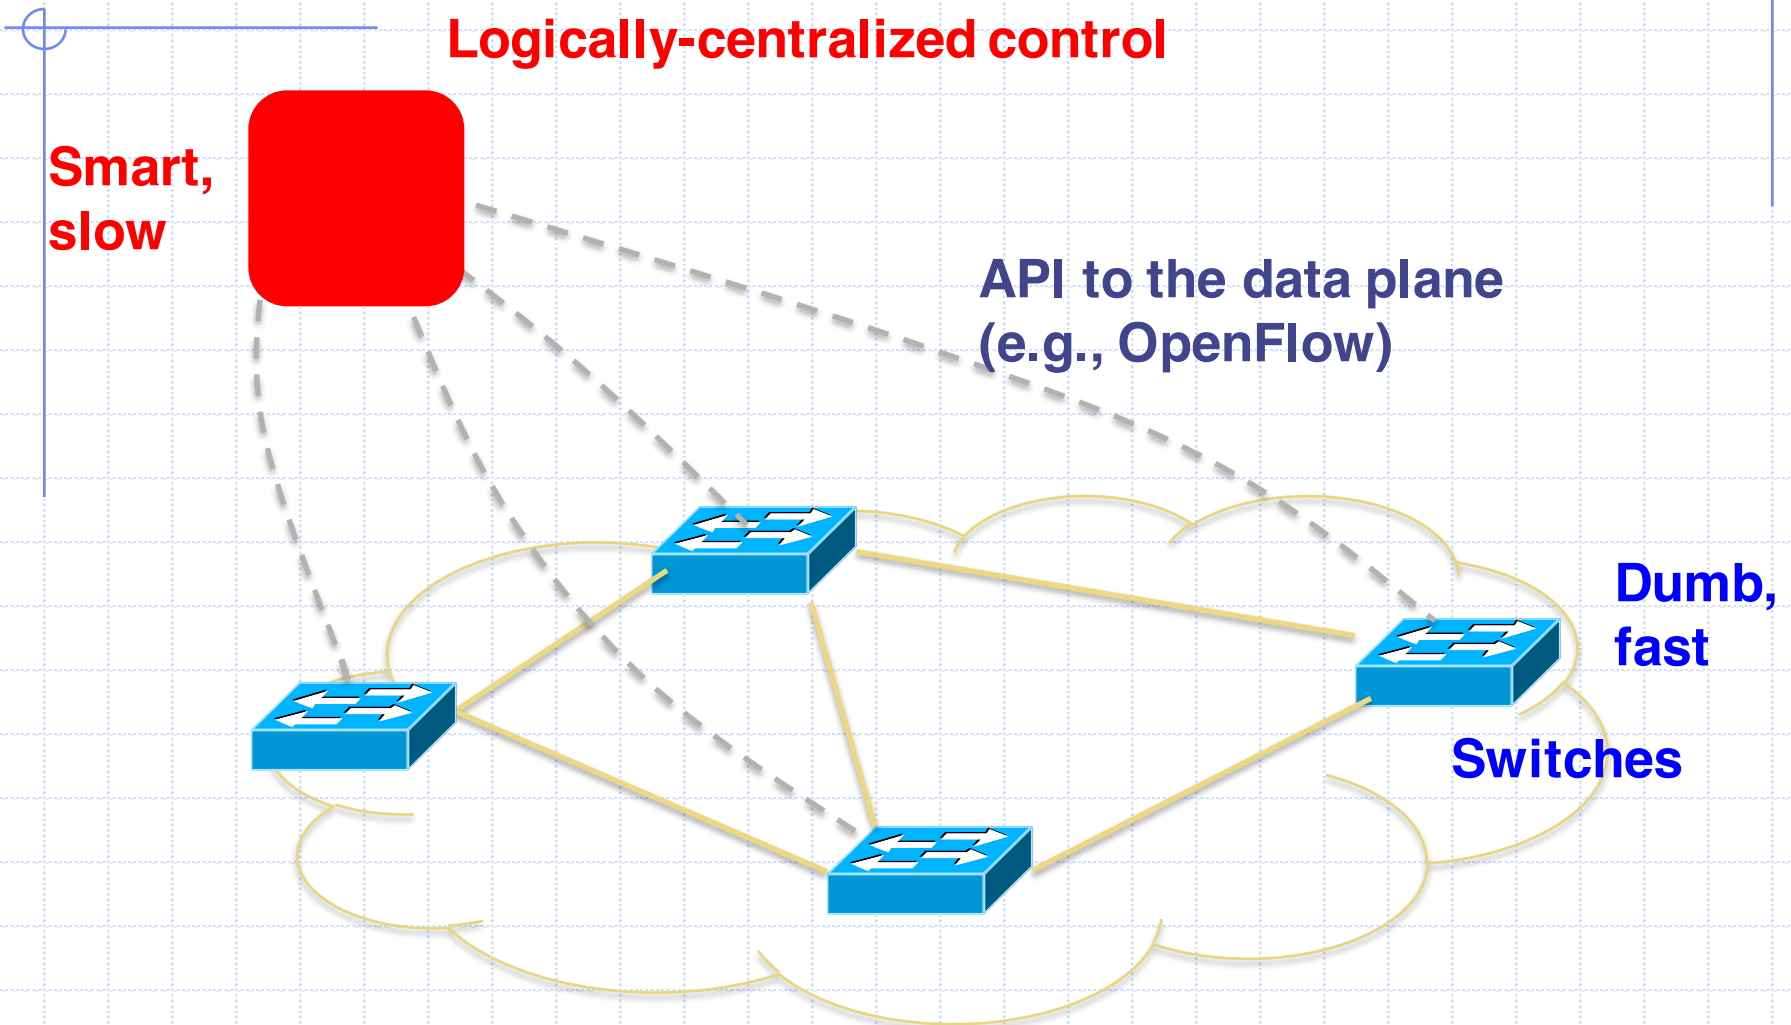 Logically-centralized control
Smart,
slow
API to the data plane
(e.g., OpenFlow)
Dumb,
fast
Switches